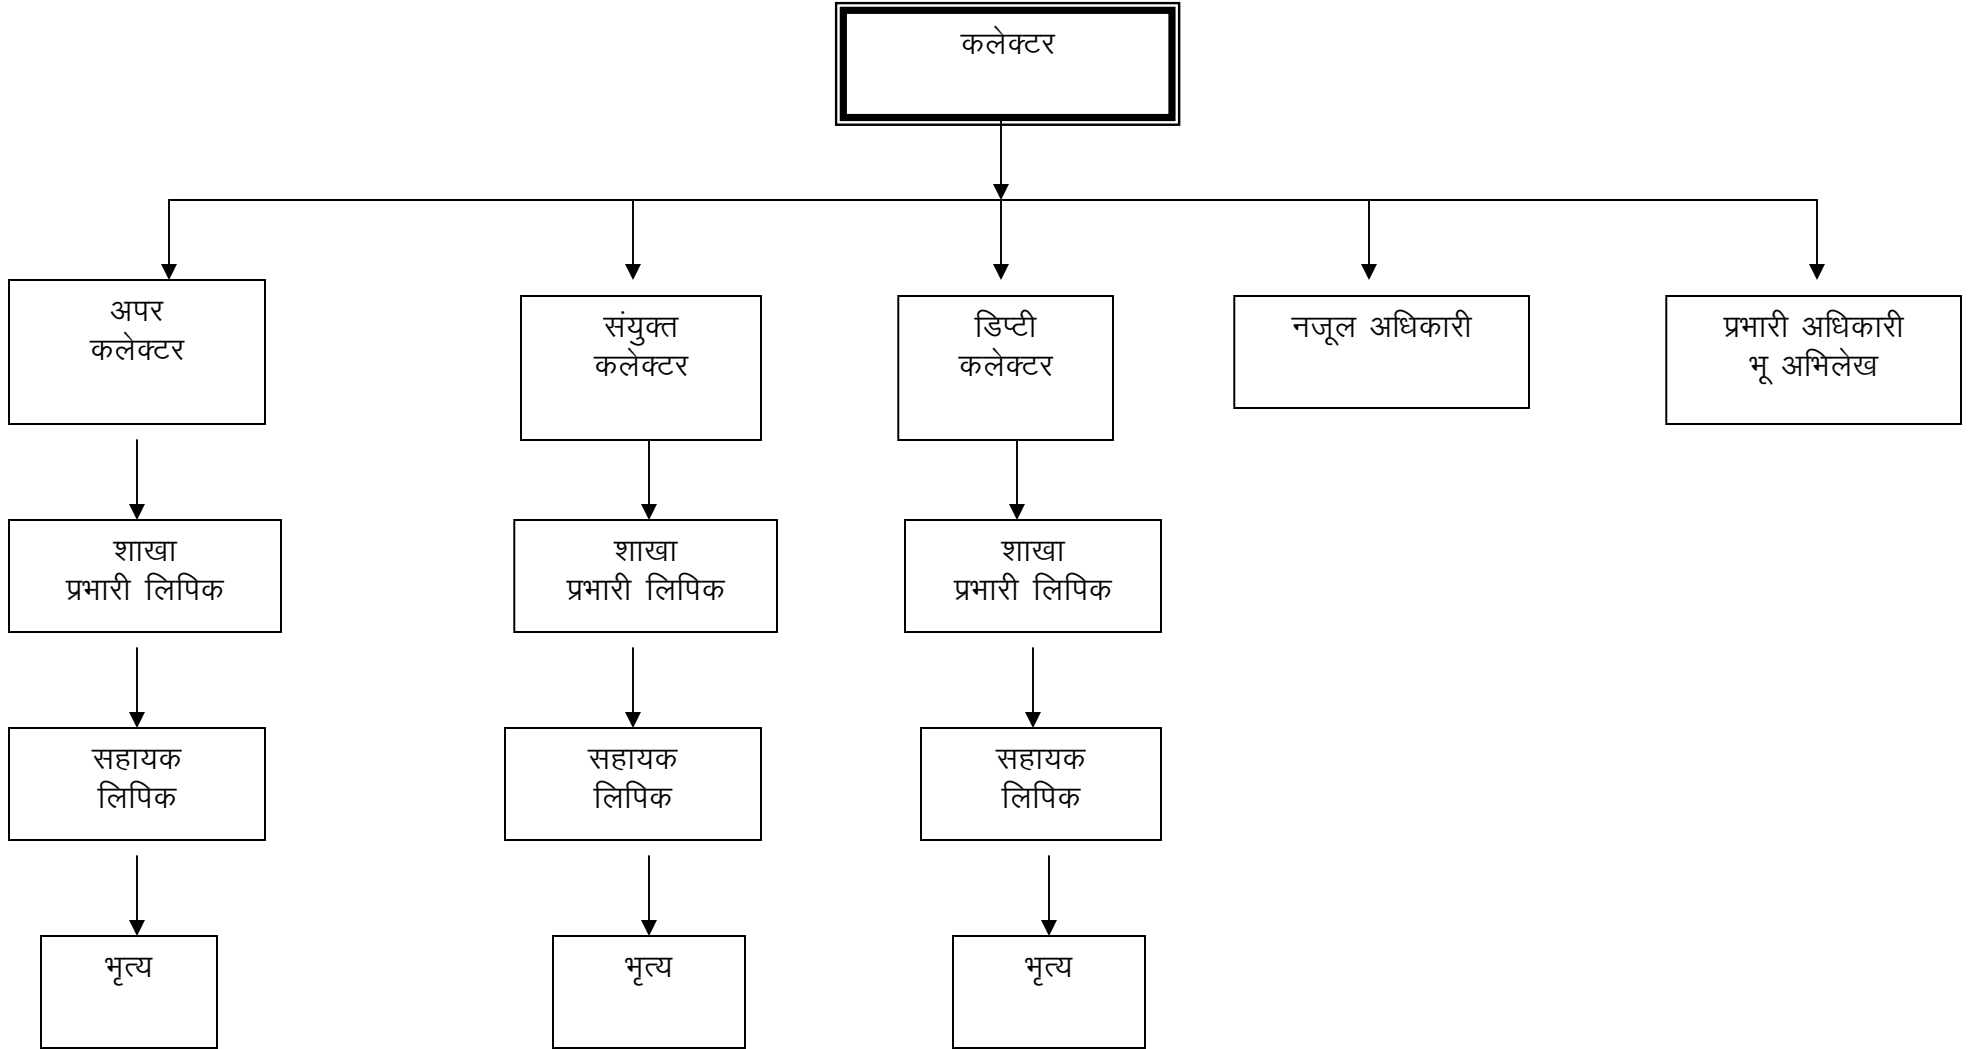 कलेक्टर
अपर
कलेक्टर
संयुक्त
कलेक्टर
डिप्टी
कलेक्टर
नजूल अधिकारी
प्रभारी अधिकारी
भू अभिलेख
शाखा
प्रभारी लिपिक
शाखा
प्रभारी लिपिक
शाखा
प्रभारी लिपिक
सहायक
लिपिक
सहायक
लिपिक
सहायक
लिपिक
भृत्य
भृत्य
भृत्य